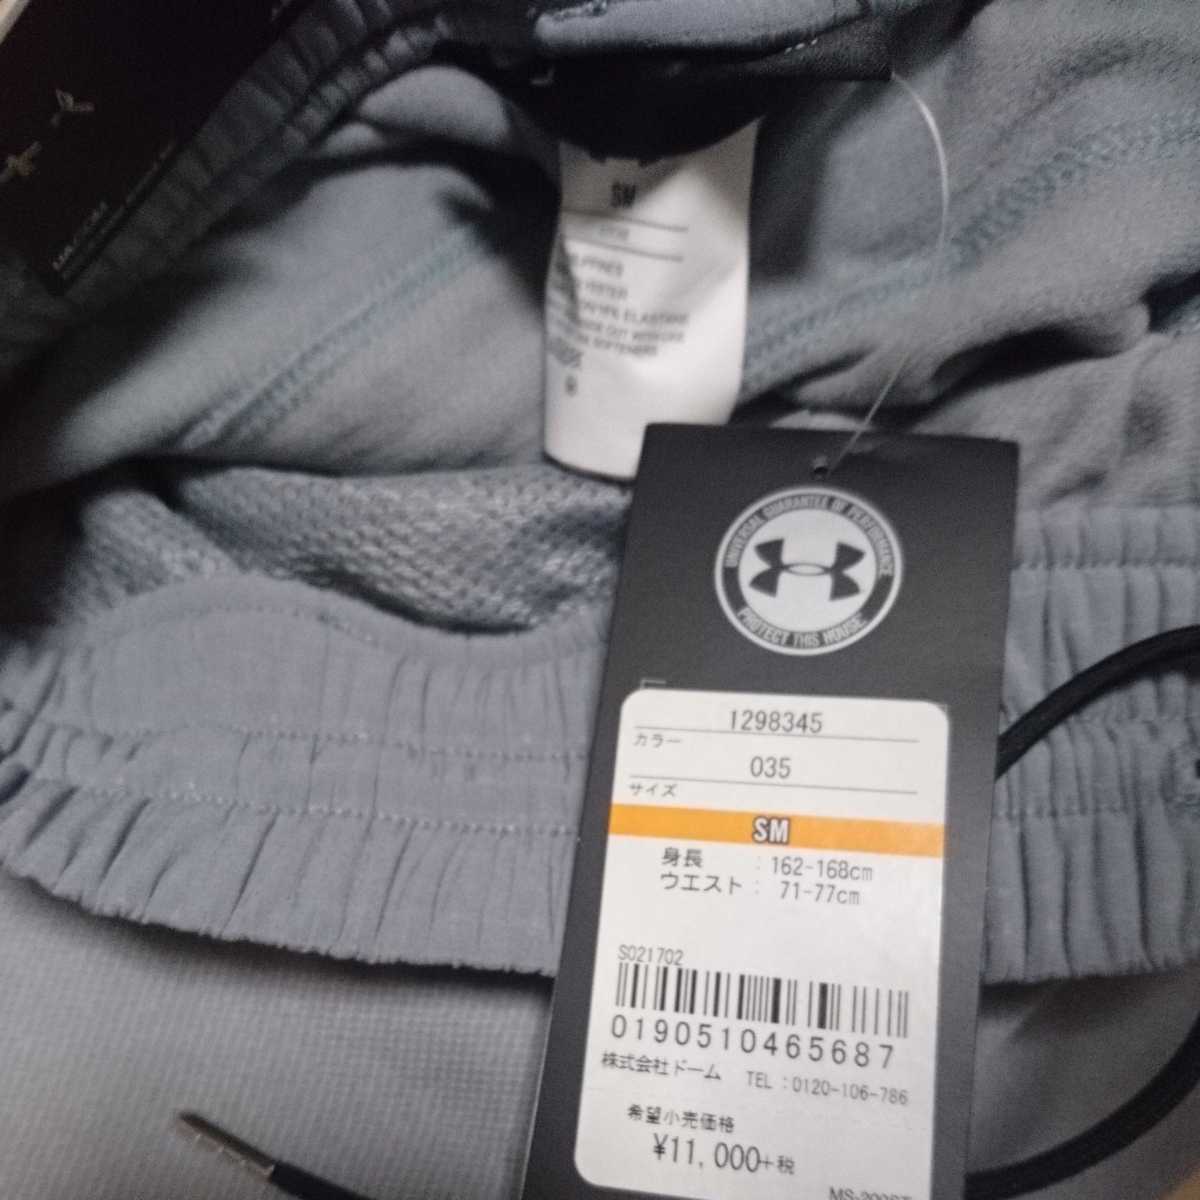 SM
ELASTANE
SOFTENERS
UNIVERSAL GUARANTEE OF PERFORMANCE
PROTECT THIS HOUSE
1298345
カラー
035
サイズ
SM
身長 : 162-168cm
ウエスト : 71-77cm
S021702
0190510465687
株式会社ドーム TEL:0120-106-786
希望小売価格
¥11,000+税